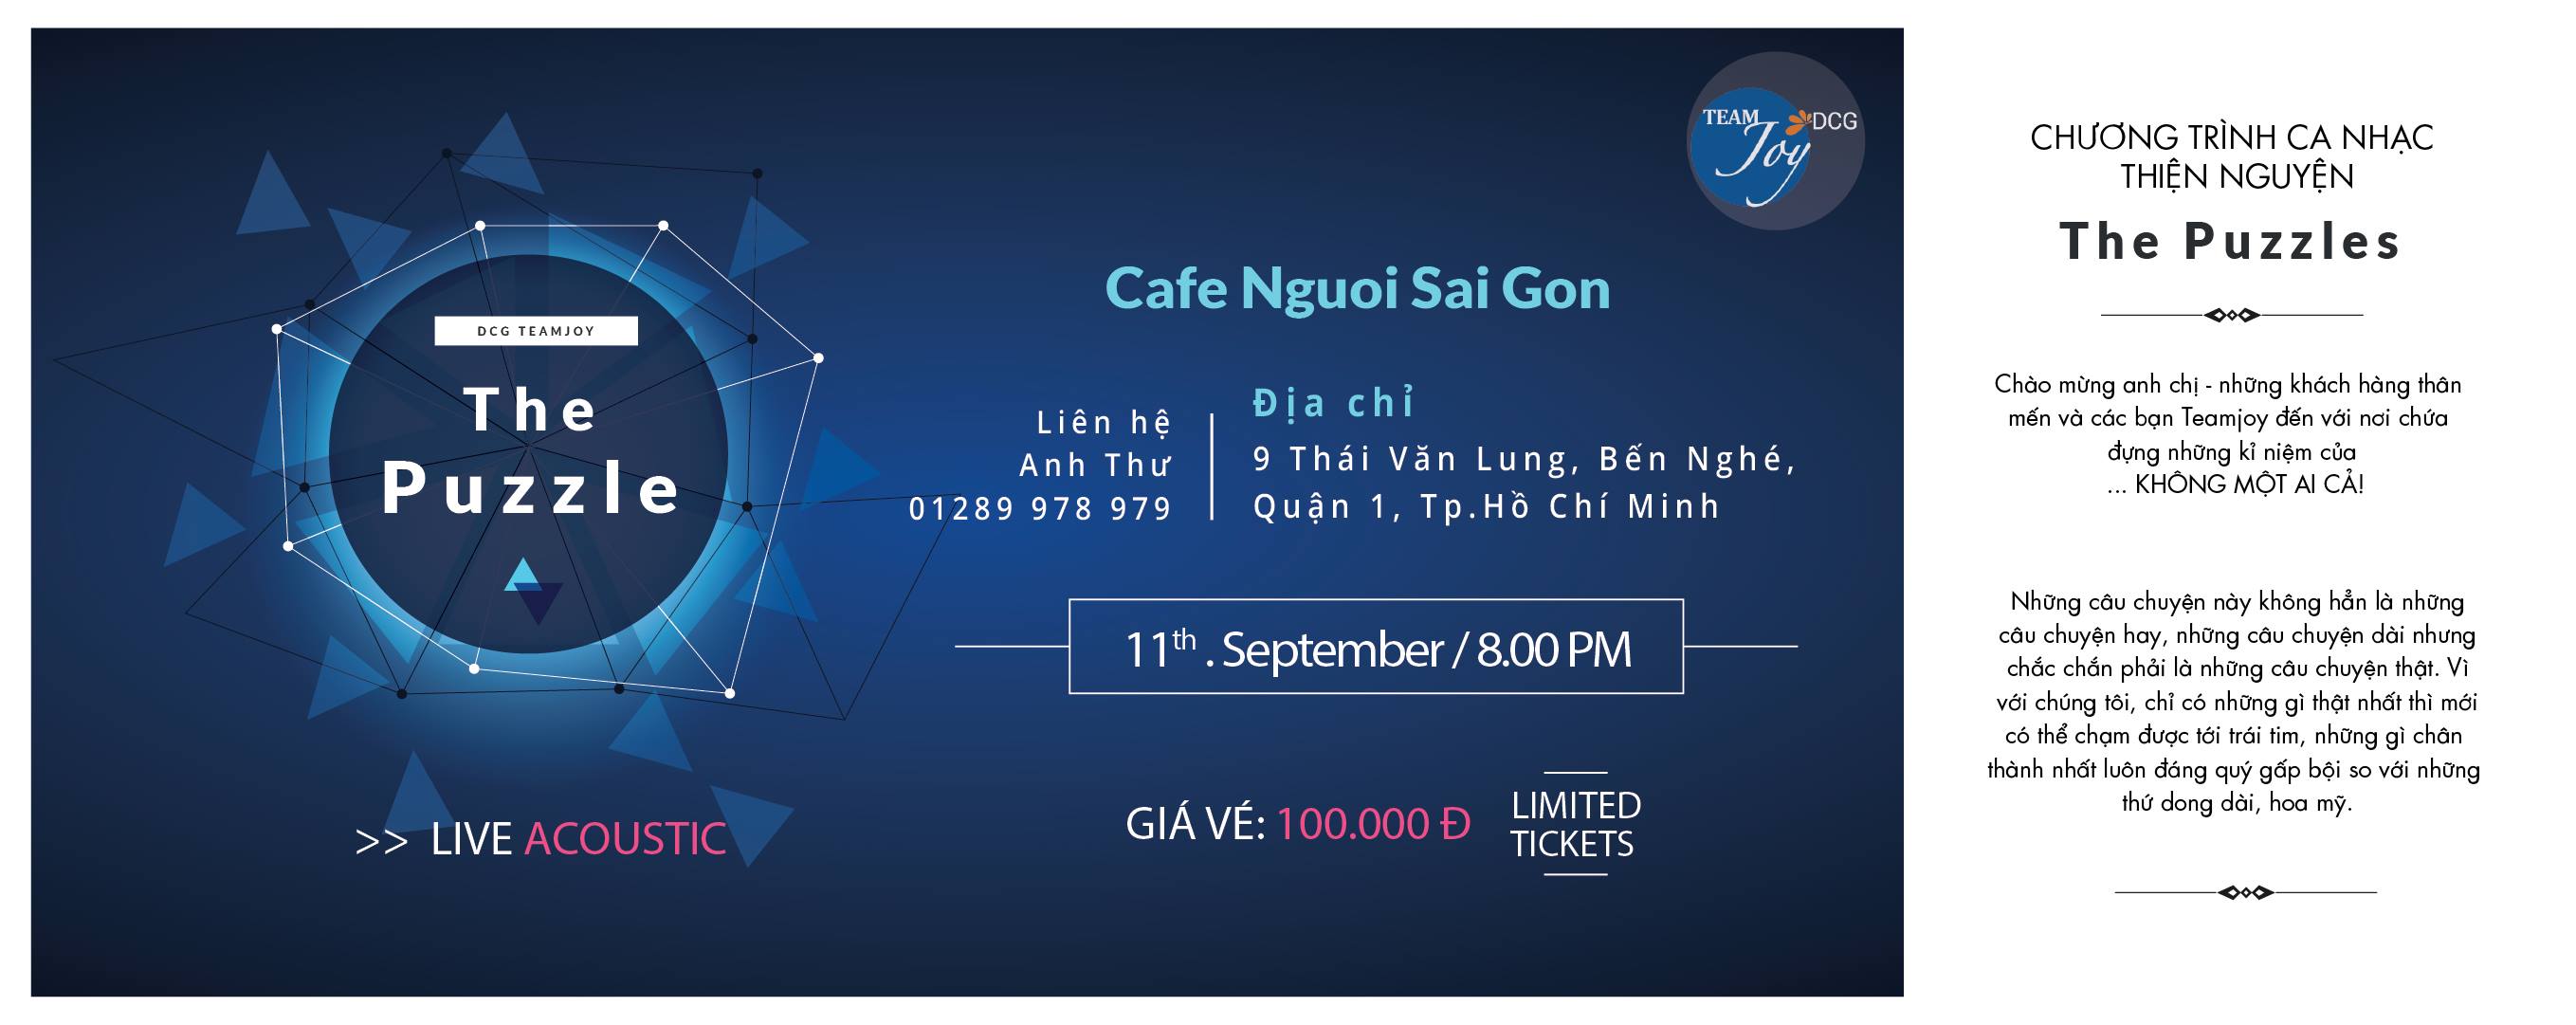 TEAM
Joy
DCG
DCG TEAMJOY
The
Puzzle
>> LIVE ACOUSTIC
Cafe Nguoi Sai Gon
Liên hệ
Anh Thư
01289 978 979
Địa chỉ
9 Thái Văn Lung, Bến Nghé,
Quận 1, Tp.Hồ Chí Minh
11th . September / 8.00 PM
GIÁ VÉ: 100.000 Đ
LIMITED
TICKETS
CHƯƠNG TRÌNH CA NHẠC
THIỆN NGUYỆN
The Puzzles
Chào mừng anh chị - những khách hàng thân
mến và các bạn Teamjoy đến với nơi chứa
đựng những kỉ niệm của
... KHÔNG MỘT AI CẢ!
Những câu chuyện này không hẳn là những
câu chuyện hay, những câu chuyện dài nhưng
chắc chắn phải là những câu chuyện thật. Vì
với chúng tôi, chỉ có những gì thật nhất thì mới
có thể chạm được tới trái tim, những gì chân
thành nhất luôn đáng quý gấp bội so với những
thứ dong dài, hoa mỹ.